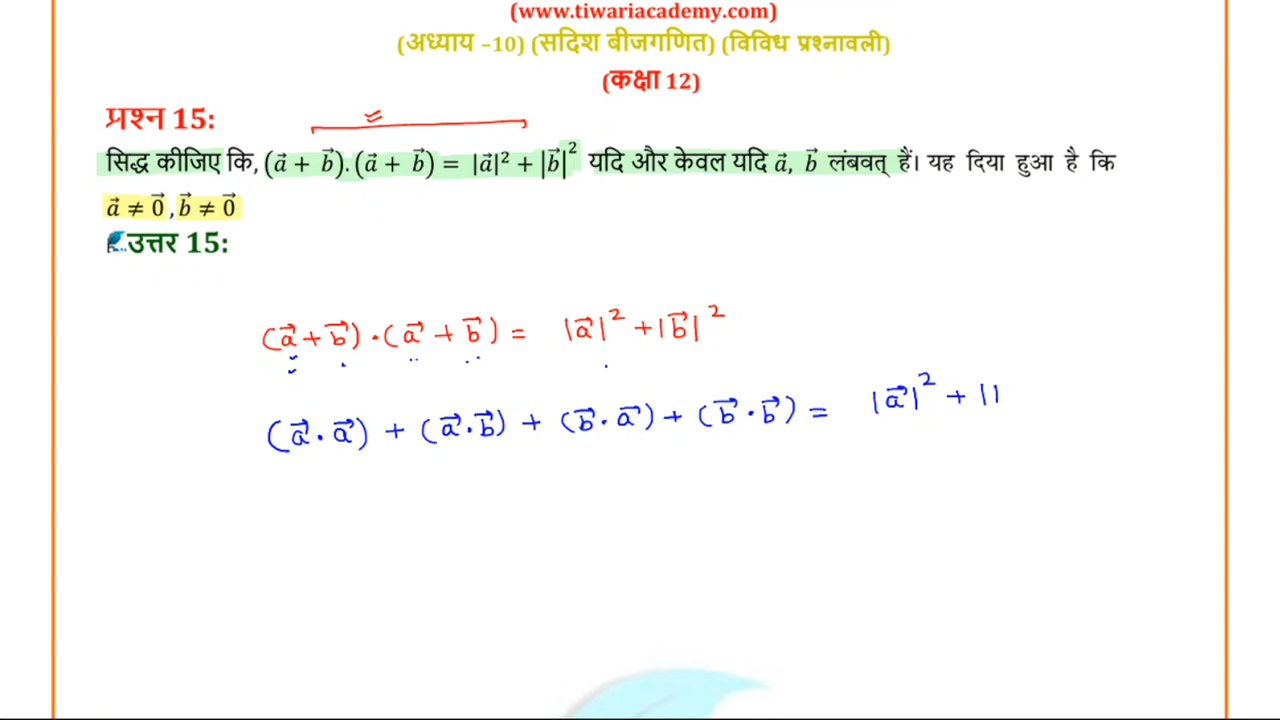 (www.tiwariacademy.com)
(अध्याय –10) (सदिश बीजगणित) (विविध प्रश्नावली)
(कक्षा 12)
प्रश्न 15:
सिद्ध कीजिए कि, (a⃗ + b⃗).(a⃗ + b⃗) = |a⃗|² + |b⃗|² यदि और केवल यदि a⃗, b⃗ लंबवत् हैं। यह दिया हुआ है कि
a⃗ ≠ 0⃗ , b⃗ ≠ 0⃗
उत्तर 15:
(a⃗ + b⃗) · (a⃗ + b⃗) = |a⃗|² + |b⃗|²
(a⃗ · a⃗) + (a⃗ · b⃗) + (b⃗ · a⃗) + (b⃗ · b⃗) = |a⃗|² + ||